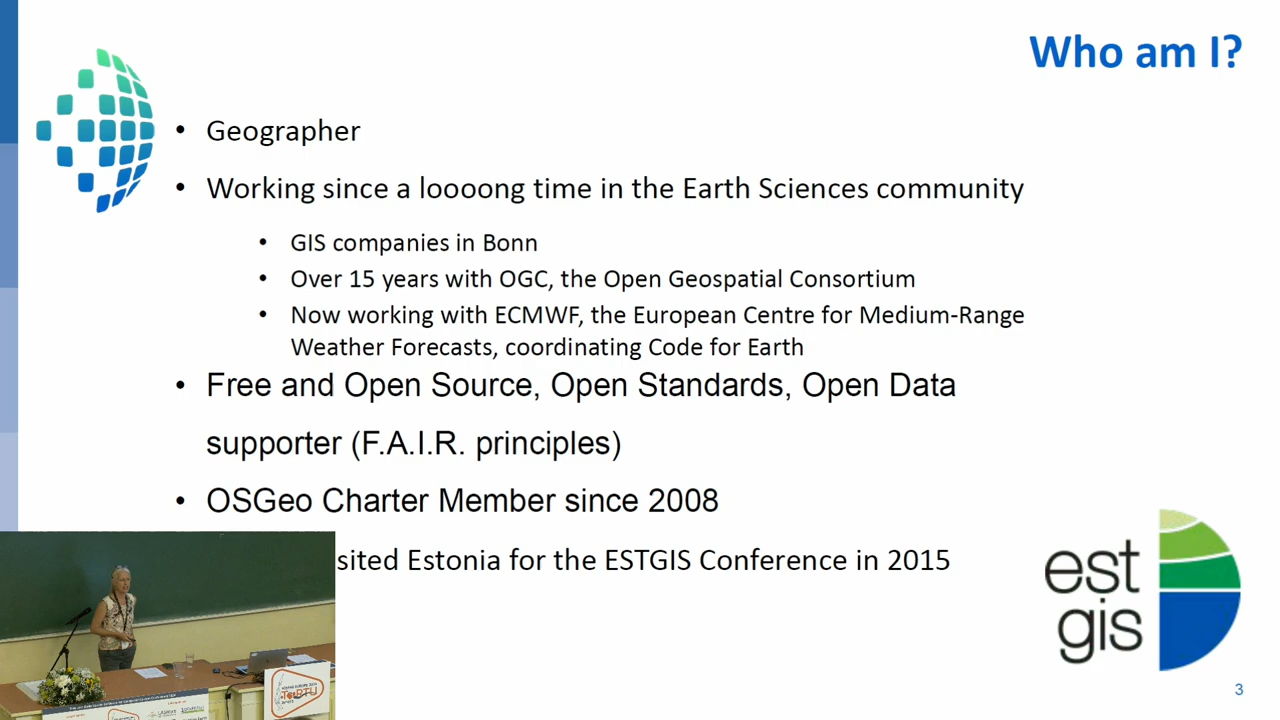 Who am I?
• Geographer
• Working since a loooong time in the Earth Sciences community
• GIS companies in Bonn
• Over 15 years with OGC, the Open Geospatial Consortium
• Now working with ECMWF, the European Centre for Medium-Range
Weather Forecasts, coordinating Code for Earth
• Free and Open Source, Open Standards, Open Data
supporter (F.A.I.R. principles)
• OSGeo Charter Member since 2008
sited Estonia for the ESTGIS Conference in 2015
est
gis
TARTU
3